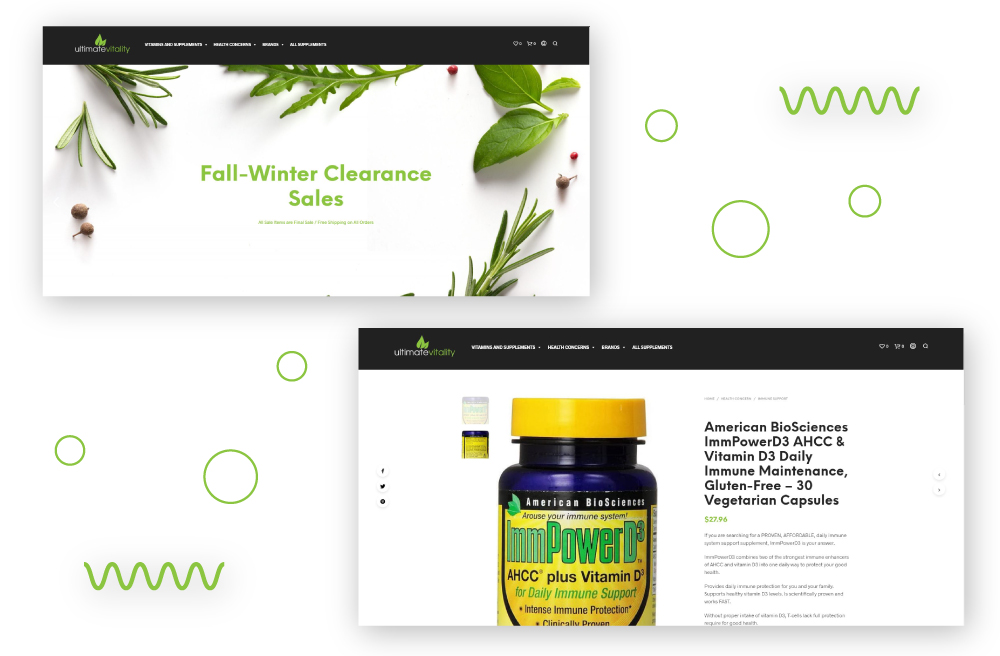 ultimatevitality
VITAMINS AND SUPPLEMENTS
HEALTH CONCERNS
BRANDS
ALL SUPPLEMENTS
0
0
Fall-Winter Clearance
Sales
All Sale Items are Final Sale / Free Shipping on All Orders
ultimatevitality
VITAMINS AND SUPPLEMENTS
HEALTH CONCERNS
BRANDS
ALL SUPPLEMENTS
0
0
American BioSciences
Arouse your immune system!
ImmPowerD3
AHCC® plus Vitamin D3
for Daily Immune Support
* Intense Immune Protection*
* Clinically Proven
HOME / HEALTH CONCERNS / IMMUNE SUPPORT
American BioSciences
ImmPowerD3 AHCC &
Vitamin D3 Daily
Immune Maintenance,
Gluten-Free – 30
Vegetarian Capsules
$27.96
If you are searching for a PROVEN, AFFORDABLE, daily immune
system support supplement, ImmPowerD3 is your answer.
ImmPowerD3 combines two of the strongest immune enhancers
of AHCC and vitamin D3 into one daily way to protect your good
health.
Provides daily immune protection for you and your family.
Supports healthy vitamin D3 levels. Is scientifically proven and
works FAST.
Without proper intake of vitamin D3, T-cells lack full protection
require for good health.